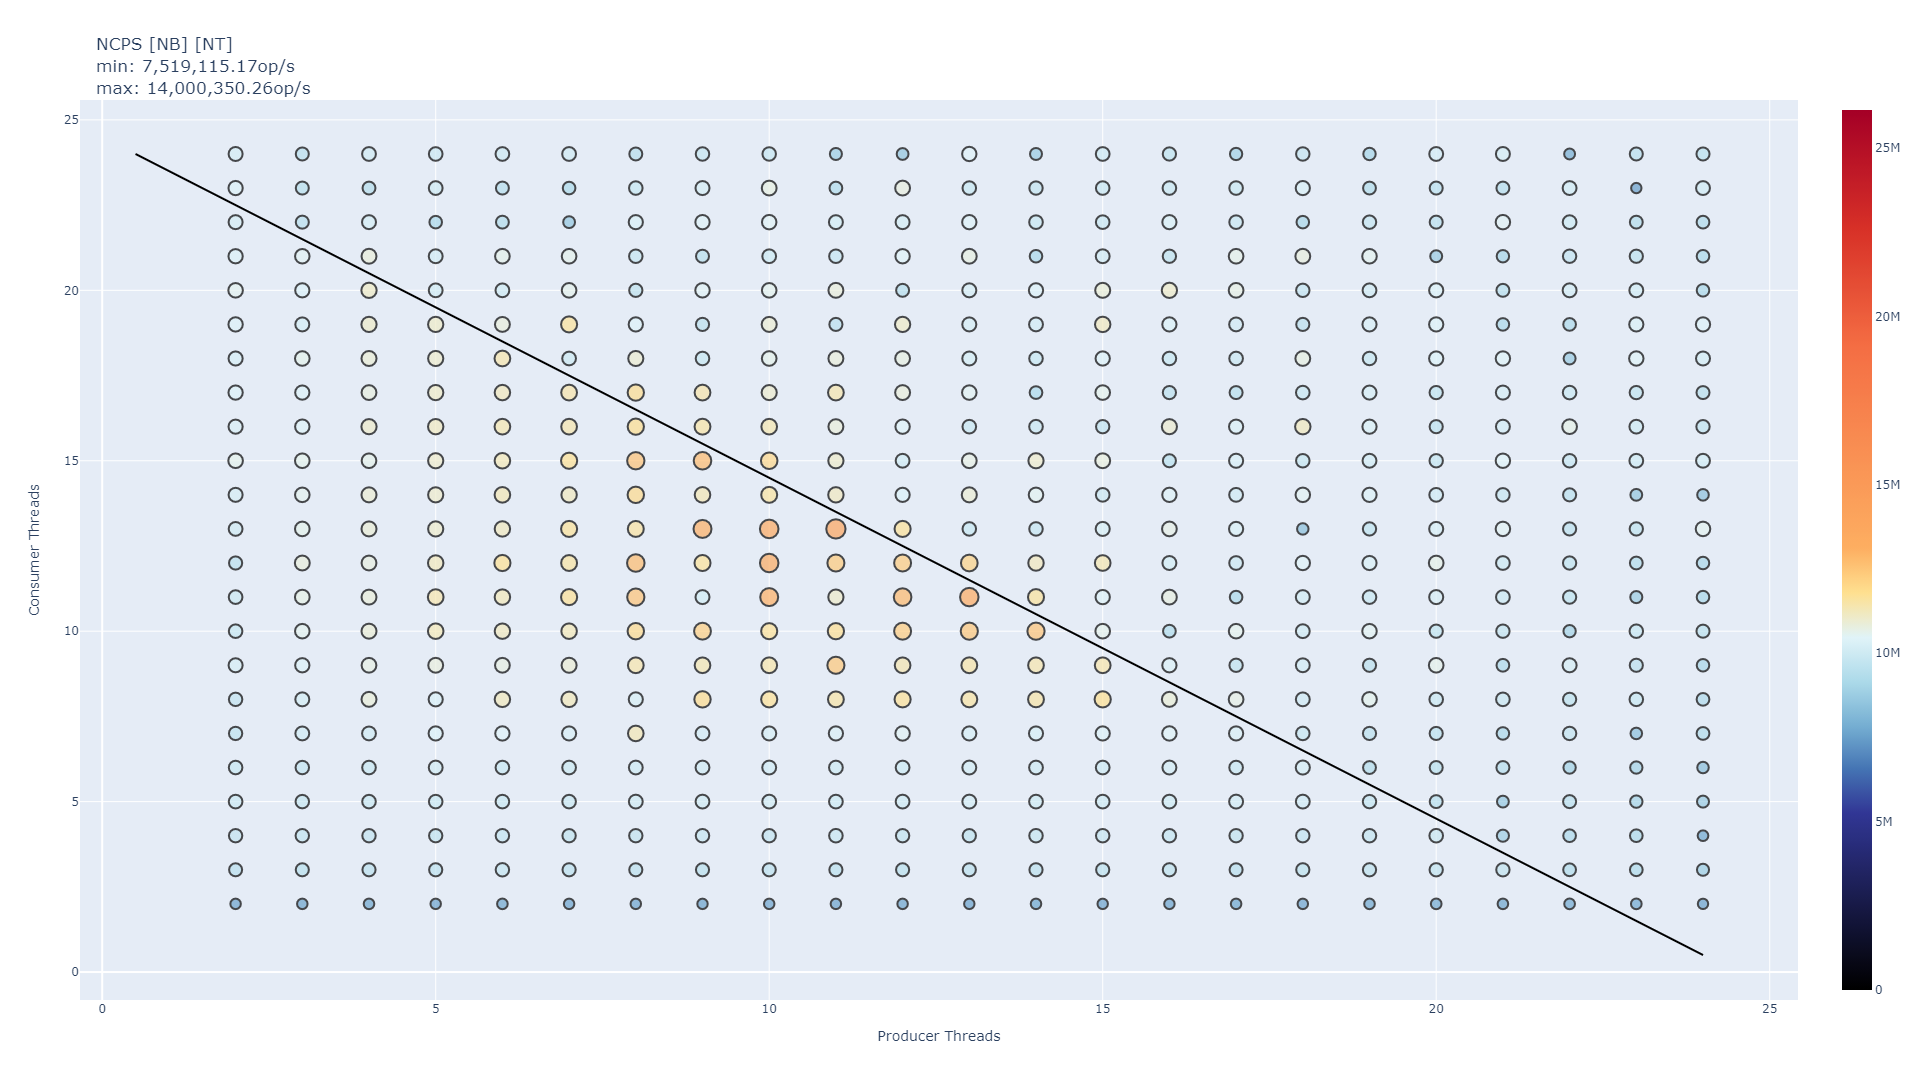 NCPS [NB] [NT]
min: 7,519,115.17op/s
max: 14,000,350.26op/s
25
20
15
10
5
0
Consumer Threads
0 5 10 15 20 25
Producer Threads
25M
20M
15M
10M
5M
0